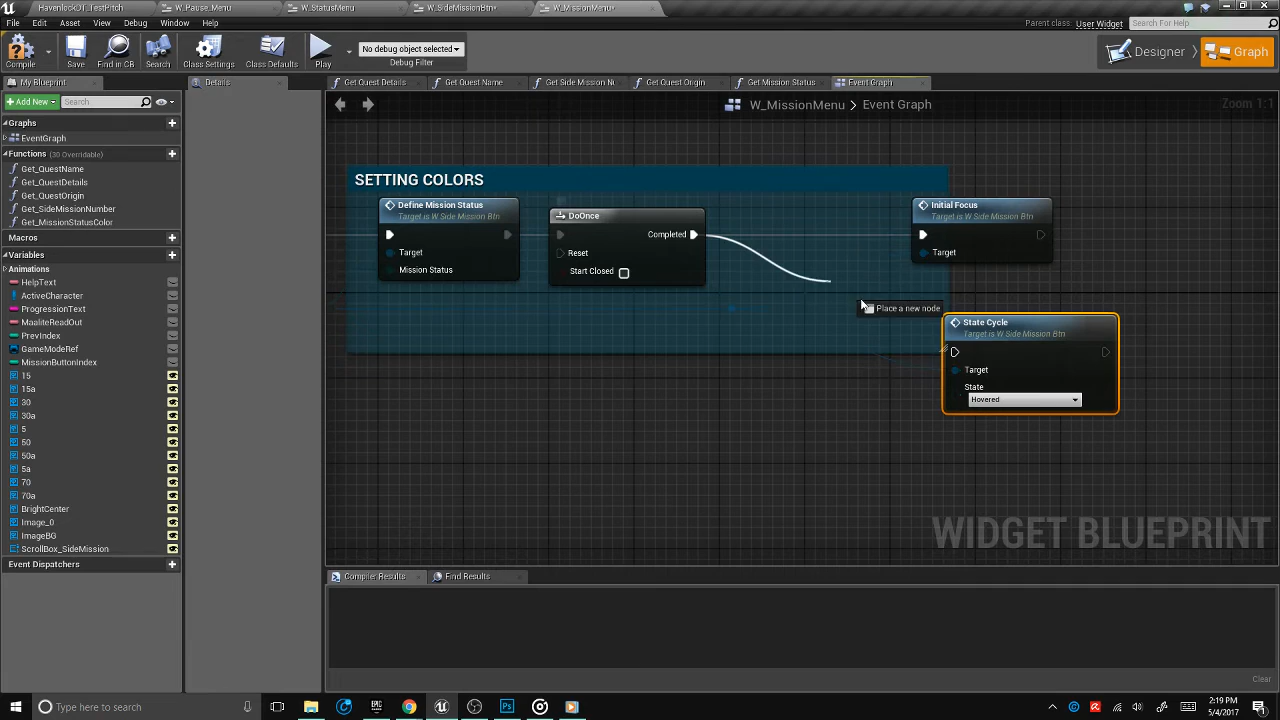 HavenlockOT_TestPitch
W_Pause_Menu
W_StatusMenu
W_SideMissionBtn*
W_MissionMenu*
File Edit Asset View Debug Window Help
Parent class: User Widget
Search For Help...
Compile
Save
Find in CB
Search
Class Settings
Class Defaults
Play
No debug object selected
Debug Filter
Designer
Graph
My Blueprint
Details
Get Quest Details
Get Quest Name
Get Side Mission N
Get Quest Origin
Get Mission Status
Event Graph
+Add New
Search
W_MissionMenu > Event Graph
Zoom 1:1
Graphs
EventGraph
Functions (30 Overridable)
Get_QuestName
Get_QuestDetails
Get_QuestOrigin
Get_SideMissionNumber
Get_MissionStatusColor
Macros
Variables
Animations
HelpText
ActiveCharacter
ProgressionText
MaaliteReadOut
PrevIndex
GameModeRef
MissionButtonIndex
15
15a
30
30a
5
50
50a
5a
70
70a
BrightCenter
Image_0
ImageBG
ScrollBox_SideMission
Event Dispatchers
SETTING COLORS
Define Mission Status
Target is W Side Mission Btn
Target
Mission Status
DoOnce
Completed
Reset
Start Closed
Initial Focus
Target is W Side Mission Btn
Target
Place a new node
State Cycle
Target is W Side Mission Btn
Target
State
Hovered
WIDGET BLUEPRINT
Compiler Results
Find Results
Clear
Type here to search
2:19 PM
5/4/2017